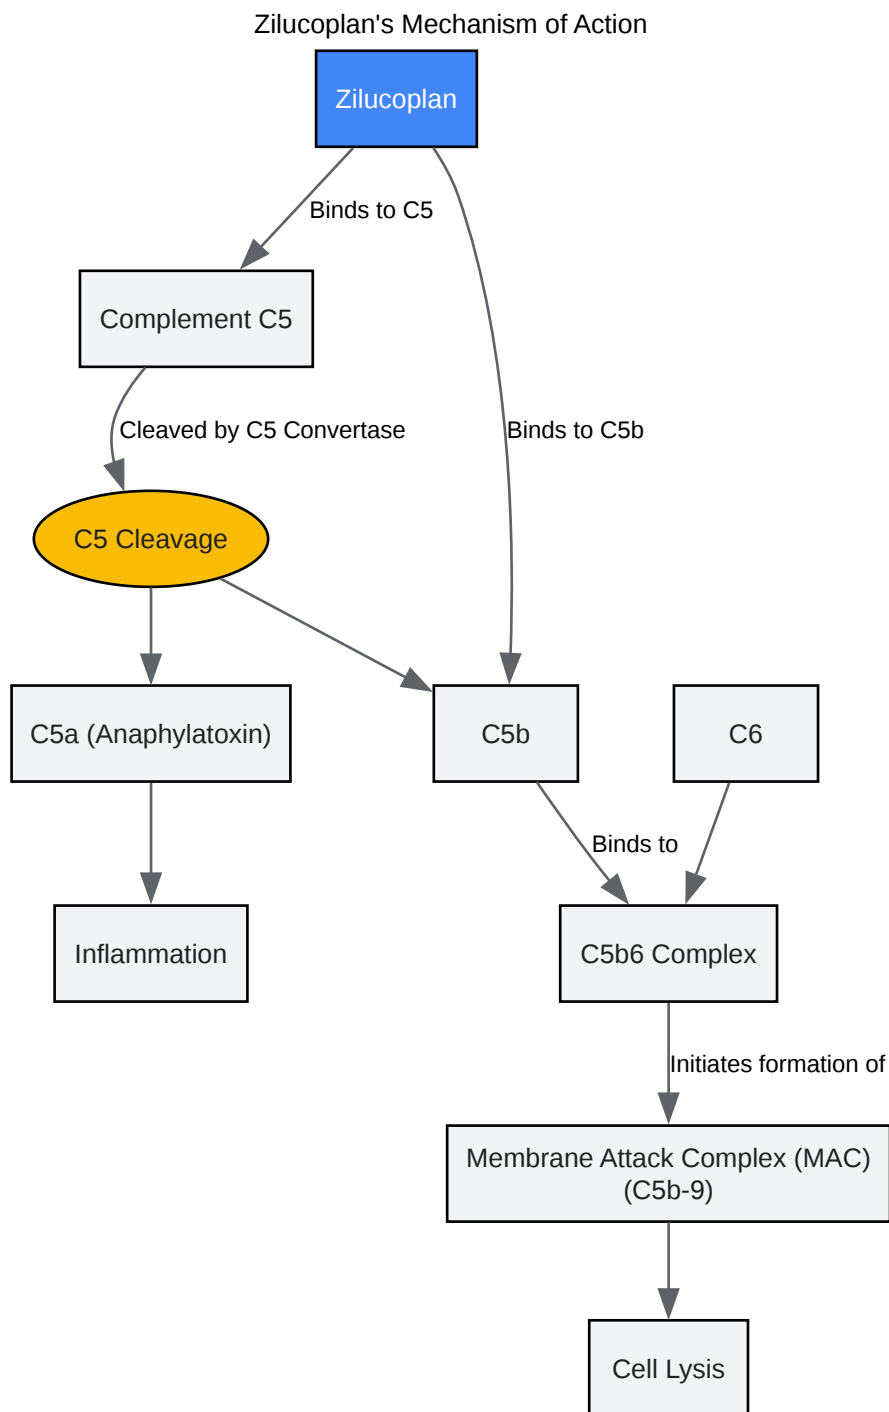 Zilucoplan's Mechanism of Action
Zilucoplan
Binds to C5
Complement C5
Cleaved by C5 Convertase
Binds to C5b
C5 Cleavage
C5a (Anaphylatoxin)
C5b
C6
Binds to
Inflammation
C5b6 Complex
Initiates formation of
Membrane Attack Complex (MAC)
(C5b-9)
Cell Lysis